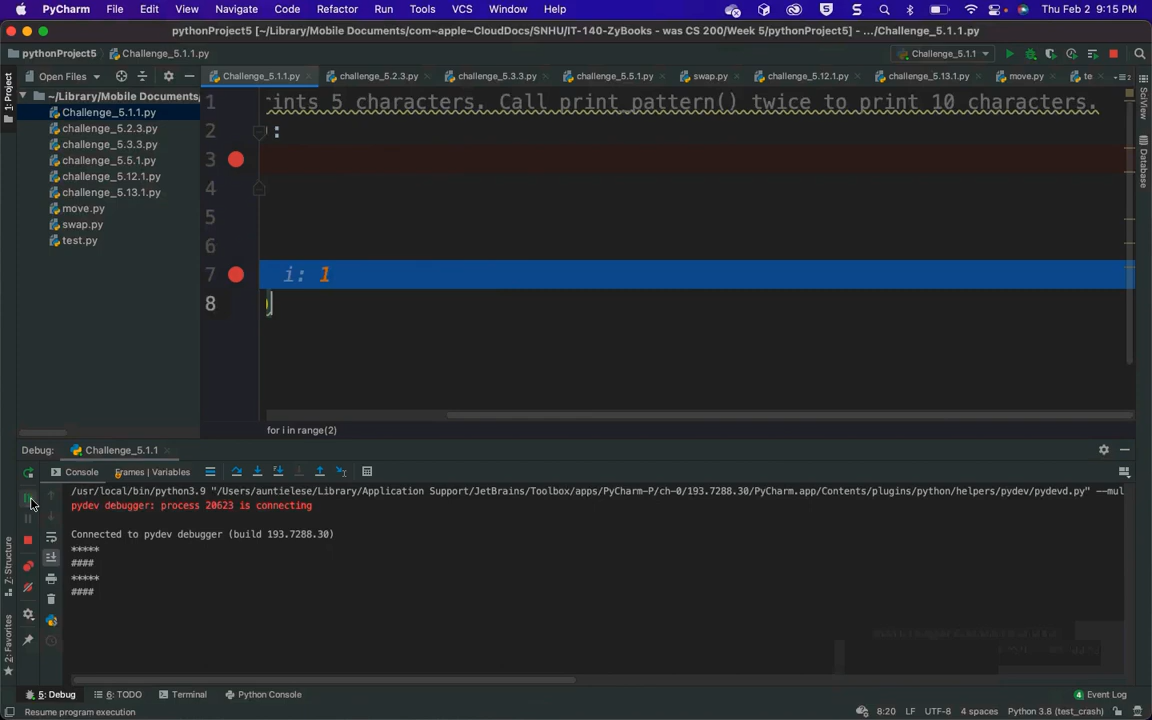 PyCharm File Edit View Navigate Code Refactor Run Tools VCS Window Help Thu Feb 2 9:15 PM
pythonProject5 [~/Library/Mobile Documents/com~apple~CloudDocs/SNHU/IT-140-ZyBooks - was CS 200/Week 5/pythonProject5] - .../Challenge_5.1.1.py
pythonProject5 Challenge_5.1.1.py Challenge_5.1.1
Open Files Challenge_5.1.1.py challenge_5.2.3.py challenge_5.3.3.py challenge_5.5.1.py swap.py challenge_5.12.1.py challenge_5.13.1.py move.py te
1: Project
SciView
Database
~/Library/Mobile Documents
Challenge_5.1.1.py
challenge_5.2.3.py
challenge_5.3.3.py
challenge_5.5.1.py
challenge_5.12.1.py
challenge_5.13.1.py
move.py
swap.py
test.py
1 ints 5 characters. Call print_pattern() twice to print 10 characters.
2 :
3
4
5
6
7 i: 1
8 )
for i in range(2)
Debug: Challenge_5.1.1
Console Frames | Variables
/usr/local/bin/python3.9 "/Users/auntielese/Library/Application Support/JetBrains/Toolbox/apps/PyCharm-P/ch-0/193.7288.30/PyCharm.app/Contents/plugins/python/helpers/pydev/pydevd.py" --mul
pydev debugger: process 20623 is connecting
Connected to pydev debugger (build 193.7288.30)
*****
####
*****
####
7: Structure
2: Favorites
5: Debug 6: TODO Terminal Python Console Event Log
Resume program execution 8:20 LF UTF-8 4 spaces Python 3.8 (test_crash)